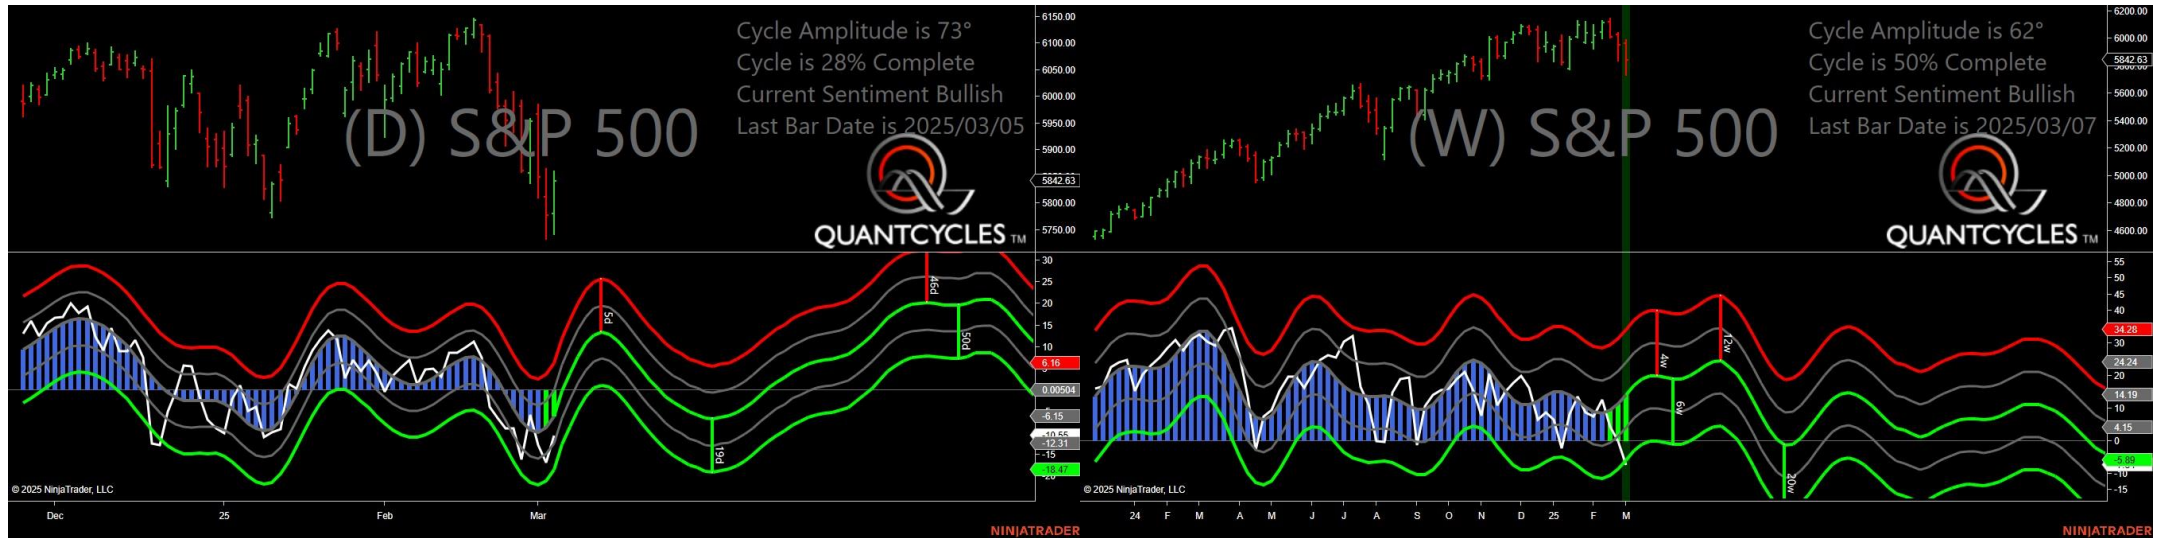 Cycle Amplitude is 73°
Cycle is 28% Complete
Current Sentiment Bullish
Last Bar Date is 2025/03/05
(D) S&P 500
QUANTCYCLES TM
6150.00
6100.00
6050.00
6000.00
5950.00
5900.00
5842.63
5800.00
5750.00
30
25
20
15
10
6.16
0.00504
-6.15
-12.31
-15
-18.47
5d
19d
46d
50d
© 2025 NinjaTrader, LLC
Dec
25
Feb
Mar
NINJATRADER
Cycle Amplitude is 62°
Cycle is 50% Complete
Current Sentiment Bullish
Last Bar Date is 2025/03/07
(W) S&P 500
QUANTCYCLES TM
6200.00
6000.00
5842.63
5600.00
5400.00
5200.00
5000.00
4800.00
4600.00
55
50
45
40
34.28
30
24.24
20
14.19
10
4.15
0
-5.89
-10
-15
4w
6w
12w
20w
© 2025 NinjaTrader, LLC
24
F
M
A
M
J
J
A
S
O
N
D
25
F
M
NINJATRADER